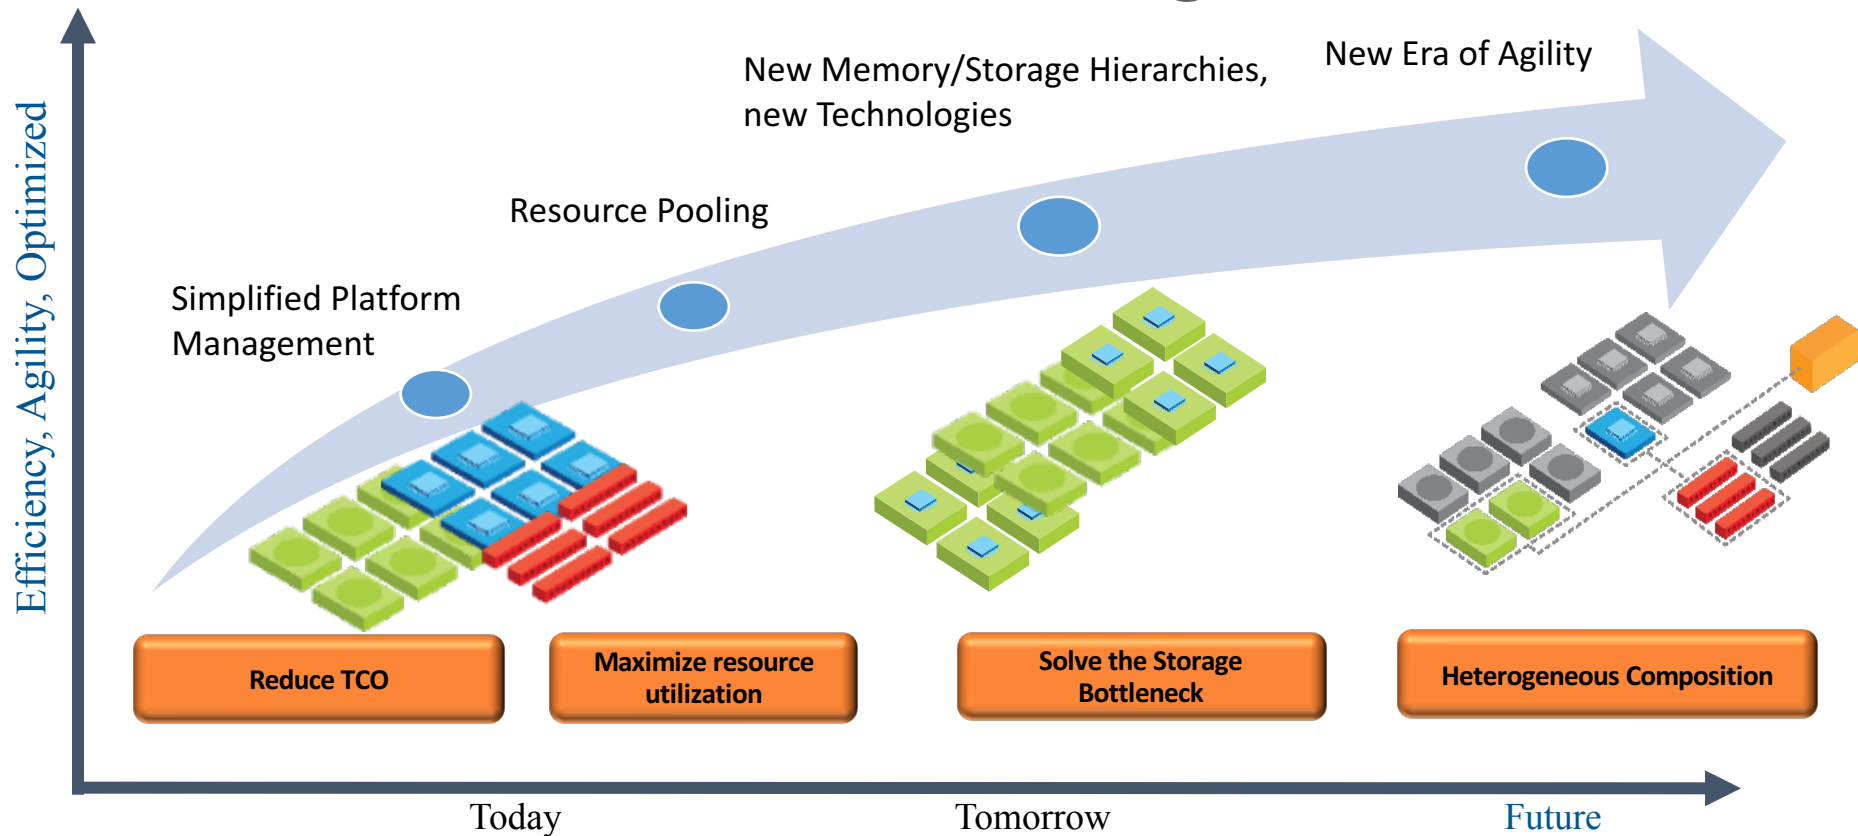 New Era of Agility
New Memory/Storage Hierarchies,
new Technologies
Resource Pooling
Simplified Platform
Management
Efficiency, Agility, Optimized
Reduce TCO
Maximize resource
utilization
Solve the Storage
Bottleneck
Heterogeneous Composition
Today
Tomorrow
Future